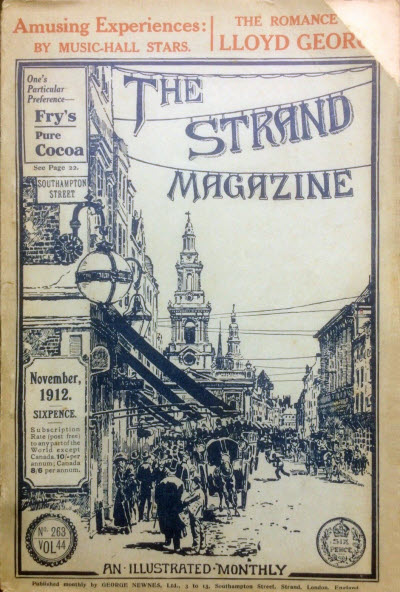 Amusing Experiences:
BY MUSIC-HALL STARS.
THE ROMANCE
LLOYD GEORG
One's
Particular
Preference—
Fry's
Pure
Cocoa
See Page 22.
THE
STRAND
MAGAZINE
SOUTHAMPTON
STREET
November,
1912.
SIXPENCE.
Subscription
Rate (post free)
to any part of the
World except
Canada. 10/- per
annum; Canada
8/6 per annum.
No. 263
VOL 44
SIX
PENCE
AN · ILLUSTRATED · MONTHLY
Published monthly by GEORGE NEWNES, Ltd., 3 to 13, Southampton Street, Strand, London, England.